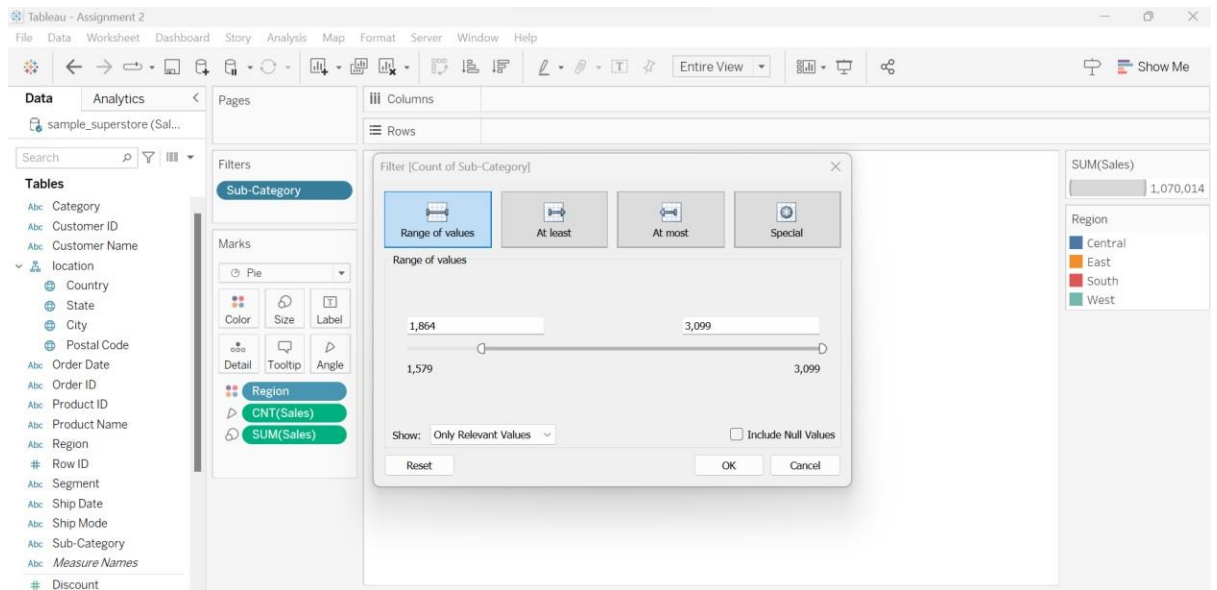 Tableau - Assignment 2
File Data Worksheet Dashboard Story Analysis Map Format Server Window Help
Entire View
Show Me
Data Analytics
sample_superstore (Sal...
Search
Tables
Abc Category
Abc Customer ID
Abc Customer Name
location
Country
State
City
Postal Code
Abc Order Date
Abc Order ID
Abc Product ID
Abc Product Name
Abc Region
# Row ID
Abc Segment
Abc Ship Date
Abc Ship Mode
Abc Sub-Category
Abc Measure Names
# Discount
Pages
Filters
Sub-Category
Marks
Pie
Color Size Label
Detail Tooltip Angle
Region
CNT(Sales)
SUM(Sales)
Columns
Rows
Filter [Count of Sub-Category]
Range of values At least At most Special
Range of values
1,864 3,099
1,579 3,099
Show: Only Relevant Values Include Null Values
Reset OK Cancel
SUM(Sales)
1,070,014
Region
Central
East
South
West